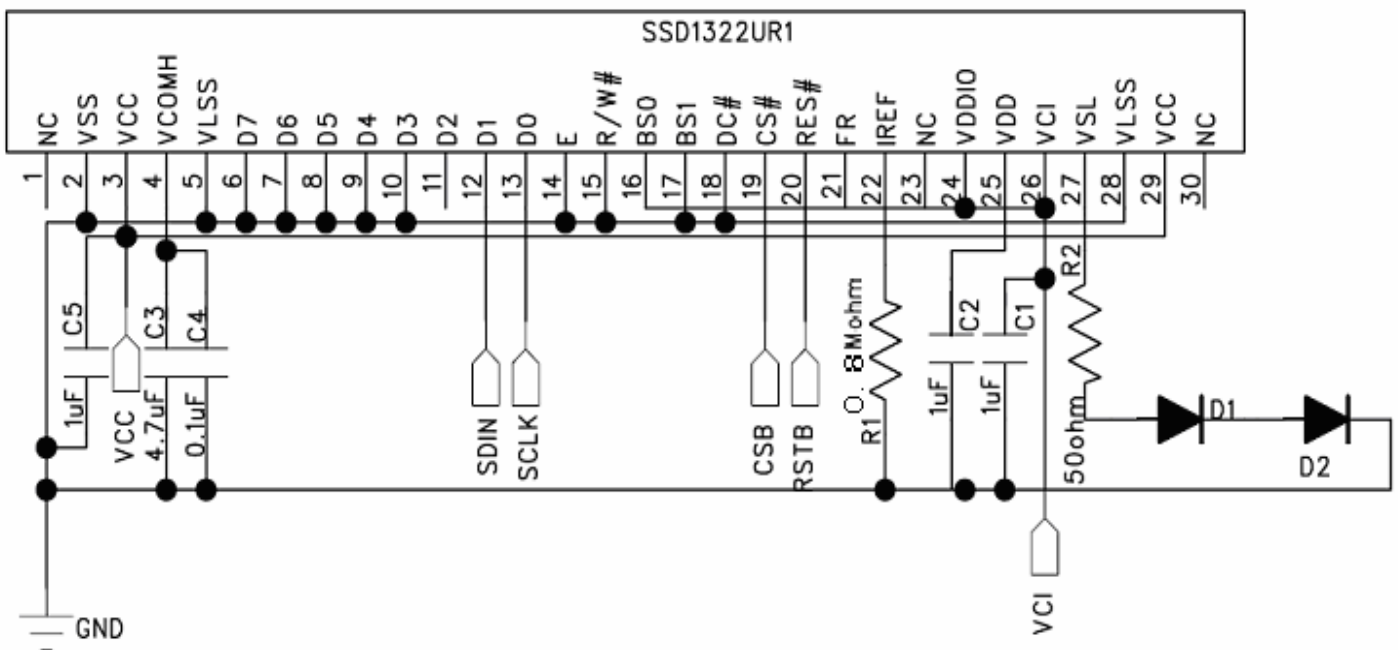 SSD1322UR1
NC VSS VCC VCOMH VLSS D7 D6 D5 D4 D3 D2 D1 D0 E R/W# BS0 BS1 DC# CS# RES# FR IREF NC VDDIO VDD VCI VSL VLSS VCC NC
1 2 3 4 5 6 7 8 9 10 11 12 13 14 15 16 17 18 19 20 21 22 23 24 25 26 27 28 29 30
C5
1uF
VCC
C3
4.7uF
C4
0.1uF
SDIN
SCLK
CSB
RSTB
0.8Mohm
R1
C2
1uF
C1
1uF
R2
50ohm
D1
D2
VCI
GND